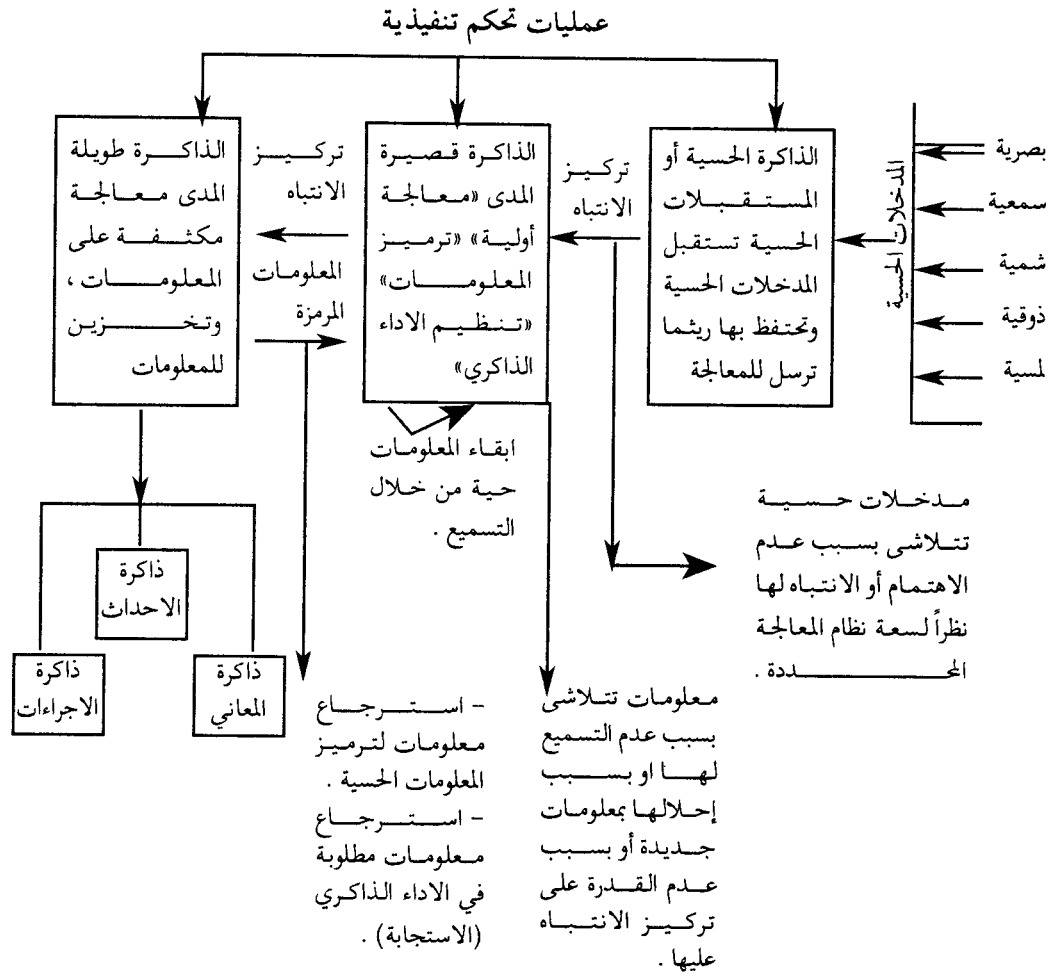 عمليات تحكم تنفيذية
بصرية
سمعية
شمية
ذوقية
لمسية
المدخلات الحسية
الذاكرة الحسية أو
المستقبلات
الحسية تستقبل
المدخلات الحسية
وتحتفظ بها ريثما
ترسل للمعالجة
تركيز
الانتباه
الذاكرة قصيرة
المدى «معالجة
أولية» «ترميز
المعلومات»
«تنظيم الاداء
الذاكري»
تركيز
الانتباه
المعلومات
المرمزة
الذاكرة طويلة
المدى معالجة
مكثفة على
المعلومات ،
وتخزين
للمعلومات
ابقاء المعلومات
حية من خلال
التسميع .
مدخلات حسية
تتلاشى بسبب عدم
الاهتمام أو الانتباه لها
نظراً لسعة نظام المعالجة
المحددة .
ذاكرة
الاحداث
ذاكرة
المعاني
ذاكرة
الاجراءات
معلومات تتلاشى
بسبب عدم التسميع
لها او بسبب
إحلالها بمعلومات
جديدة أو بسبب
عدم القدرة على
تركيز الانتباه
عليها .
– استرجاع
معلومات لترميز
المعلومات الحسية .
– استرجاع
معلومات مطلوبة
في الاداء الذاكري
(الاستجابة) .